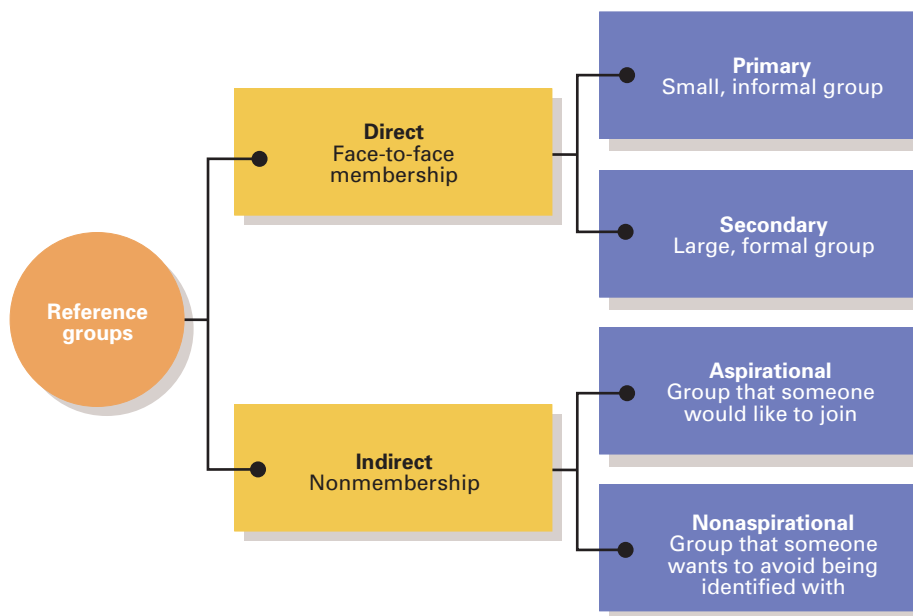 Reference
groups
Direct
Face-to-face
membership
Primary
Small, informal group
Secondary
Large, formal group
Indirect
Nonmembership
Aspirational
Group that someone
would like to join
Nonaspirational
Group that someone
wants to avoid being
identified with